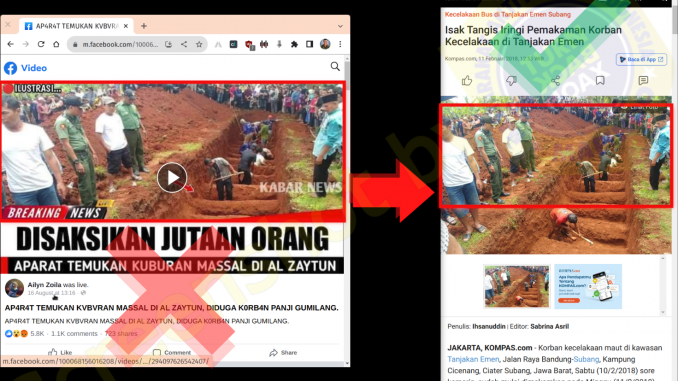 AP4R4T TEMUKAN KVBVRAN
m.facebook.com/10006...
Video
ILUSTRASI...
KABAR NEWS
BREAKING NEWS
DISAKSIKAN JUTAAN ORANG
APARAT TEMUKAN KUBURAN MASSAL DI AL ZAYTUN
Ailyn Zoila was live.
16 August at 13:16
AP4R4T TEMUKAN KVBVRAN MASSAL DI AL ZAYTUN, DIDUGA K0RB4N PANJI GUMILANG.
AP4R4T TEMUKAN KVBVRAN MASSAL DI AL ZAYTUN, DIDUGA K0RB4N PANJI GUMILANG.
5.8K · 1.1K comments · 723 shares
Like
Comment
Share
m.facebook.com/100068156016208/videos/.../294097626542407/
Kecelakaan Bus di Tanjakan Emen Subang
Isak Tangis Iringi Pemakaman Korban
Kecelakaan di Tanjakan Emen
Kompas.com, 11 Februari 2018,
Baca di App
Lihat Foto
Penulis: Ihsanuddin | Editor: Sabrina Asril
JAKARTA, KOMPAS.com - Korban kecelakaan maut di kawasan
Tanjakan Emen, Jalan Raya Bandung-Subang, Kampung
Cicenang, Ciater Subang, Jawa Barat, Sabtu (10/2/2018) sore